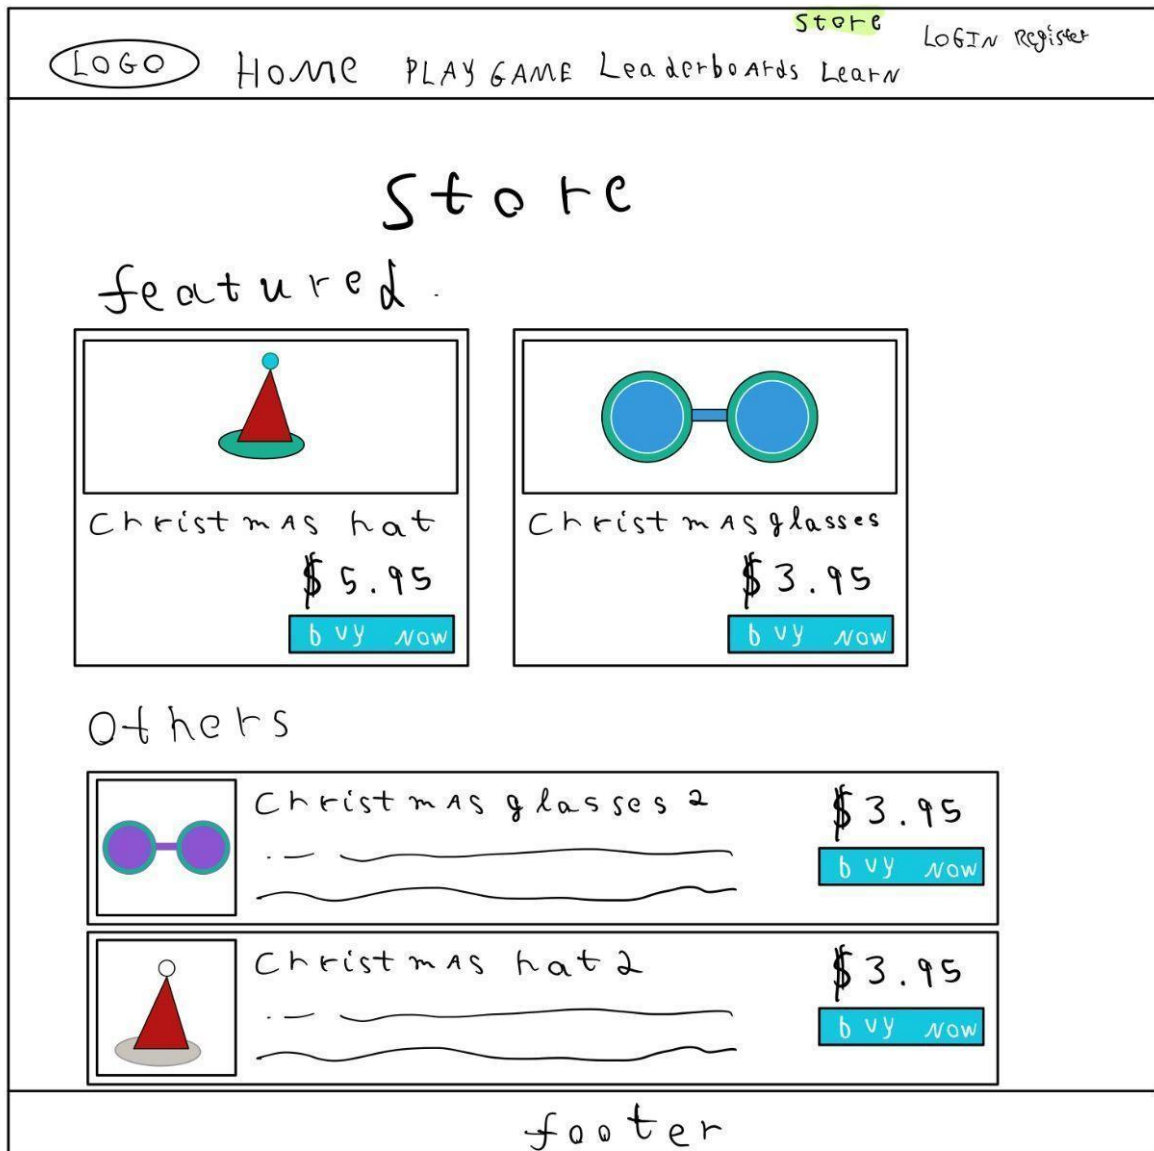 Store
LOGIN Register
LOGO HOME PLAY GAME Leaderboards Learn
Store
featured.
Christmas hat
Christmas glasses
$5.95
$3.95
buy now
buy now
Others
Christmas glasses 2
$3.95
buy now
Christmas hat 2
$3.95
buy now
footer